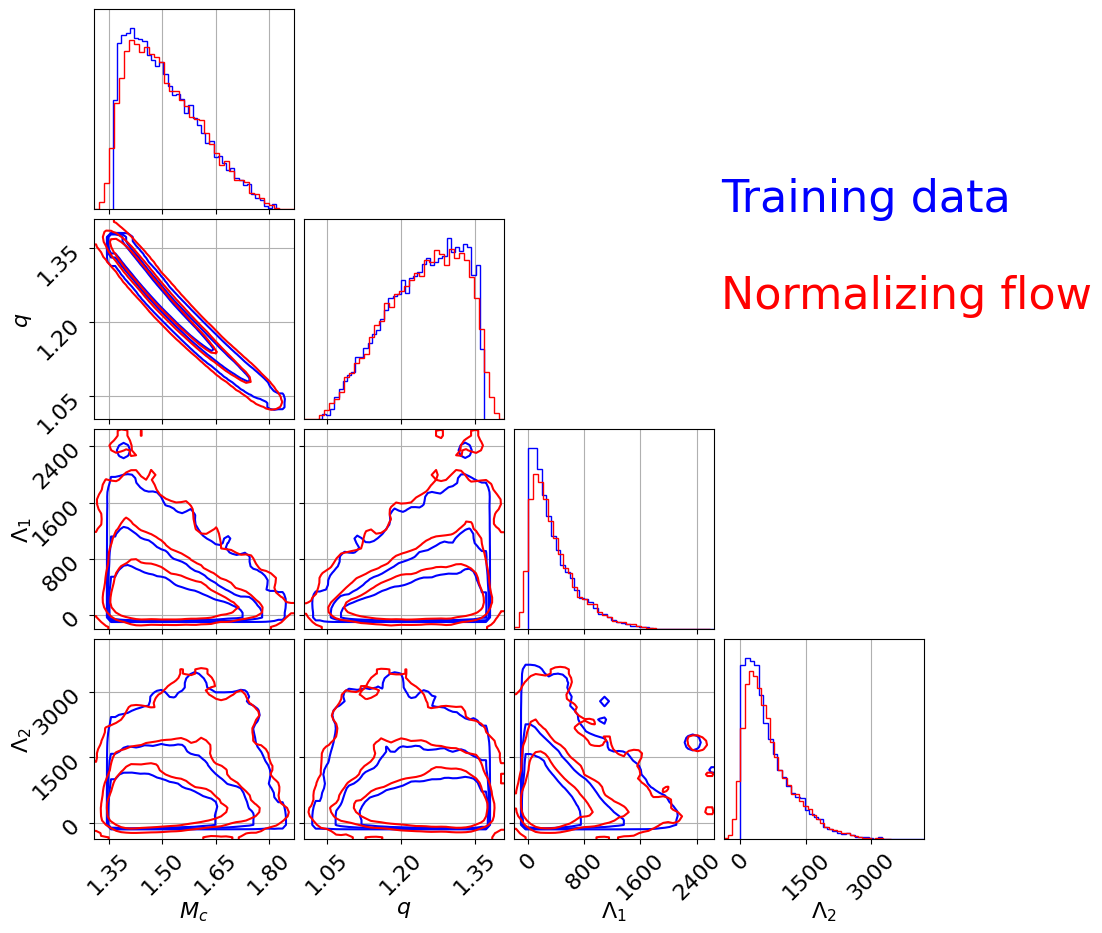 Training data
Normalizing flow
1.35
1.20
1.05
q
2400
1600
800
0
Λ₁
3000
1500
0
Λ₂
1.35 1.50 1.65 1.80
1.05 1.20 1.35
0 800 1600 2400
0 1500 3000
M_c q Λ₁ Λ₂